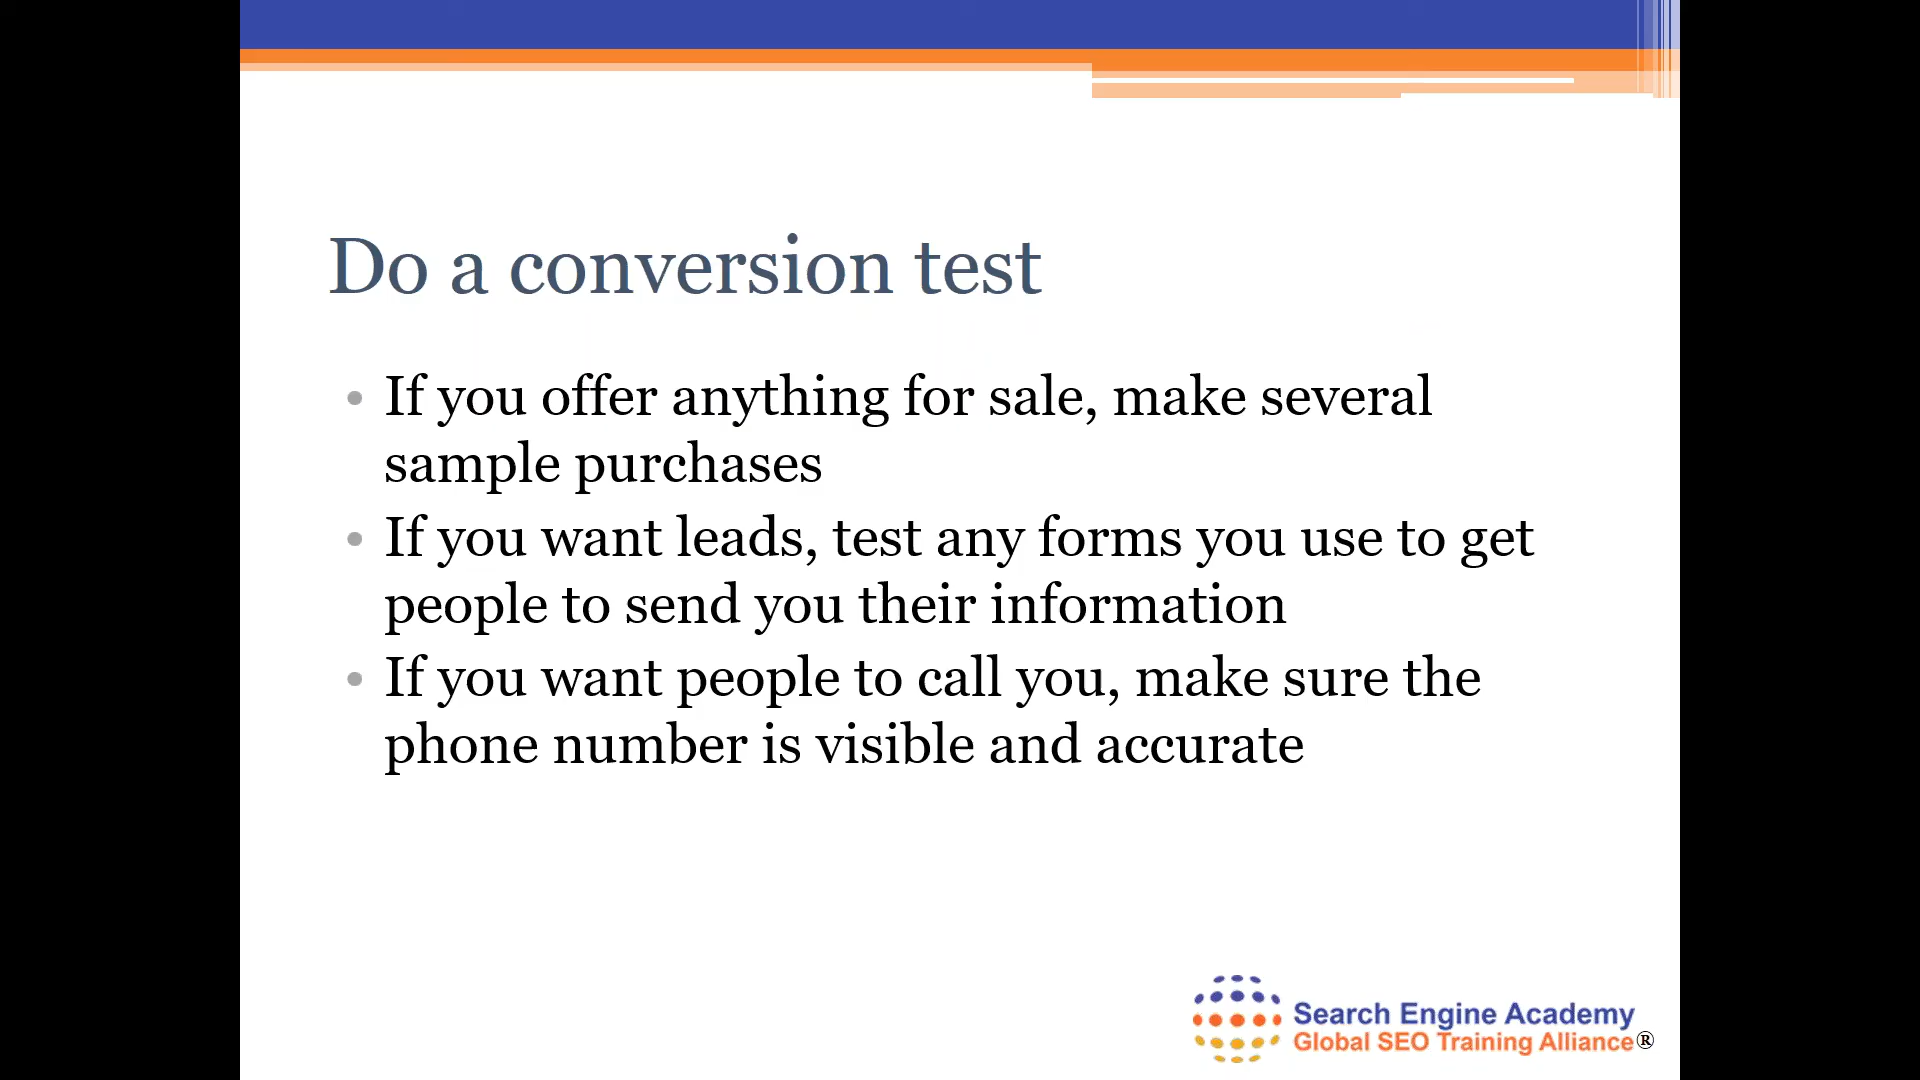 Do a conversion test
• If you offer anything for sale, make several
sample purchases
• If you want leads, test any forms you use to get
people to send you their information
• If you want people to call you, make sure the
phone number is visible and accurate
Search Engine Academy
Global SEO Training Alliance®